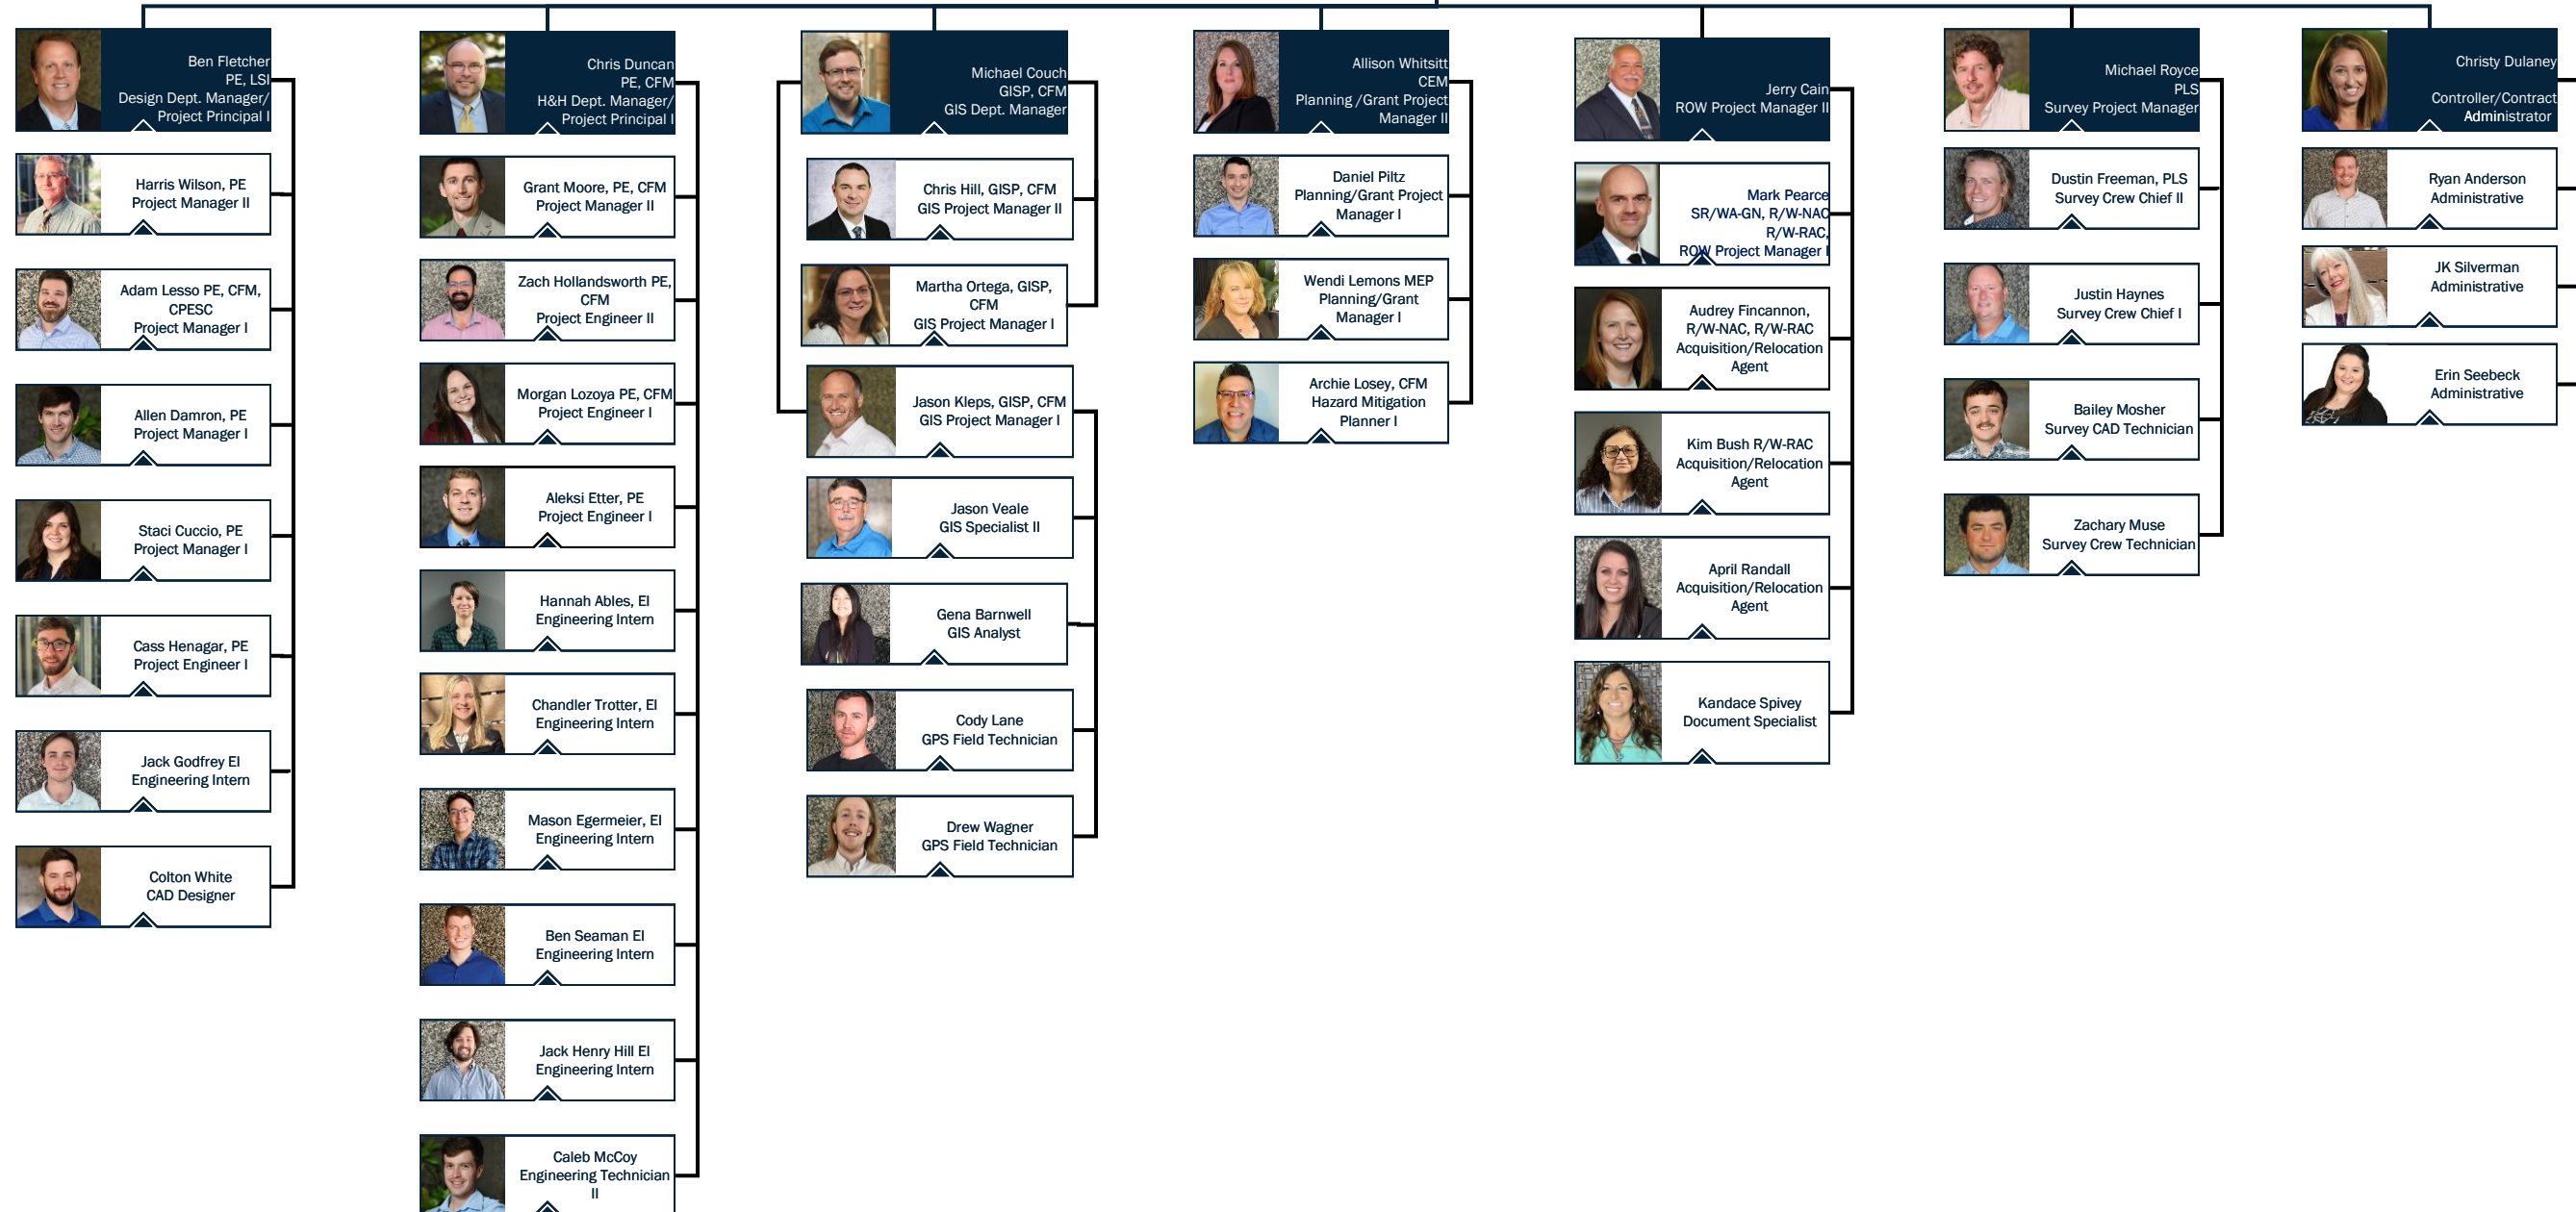 Ben Fletcher
PE, LSI
Design Dept. Manager/
Project Principal I
Harris Wilson, PE
Project Manager II
Adam Lesso PE, CFM,
CPESC
Project Manager I
Allen Damron, PE
Project Manager I
Staci Cuccio, PE
Project Manager I
Cass Henagar, PE
Project Engineer I
Jack Godfrey EI
Engineering Intern
Colton White
CAD Designer
Chris Duncan
PE, CFM
H&H Dept. Manager/
Project Principal I
Grant Moore, PE, CFM
Project Manager II
Zach Hollandsworth PE,
CFM
Project Engineer II
Morgan Lozoya PE, CFM
Project Engineer I
Aleksi Etter, PE
Project Engineer I
Hannah Ables, EI
Engineering Intern
Chandler Trotter, EI
Engineering Intern
Mason Egermeier, EI
Engineering Intern
Ben Seaman EI
Engineering Intern
Jack Henry Hill EI
Engineering Intern
Caleb McCoy
Engineering Technician
II
Michael Couch
GISP, CFM
GIS Dept. Manager
Chris Hill, GISP, CFM
GIS Project Manager II
Martha Ortega, GISP,
CFM
GIS Project Manager I
Jason Kleps, GISP, CFM
GIS Project Manager I
Jason Veale
GIS Specialist II
Gena Barnwell
GIS Analyst
Cody Lane
GPS Field Technician
Drew Wagner
GPS Field Technician
Allison Whitsitt
CEM
Planning /Grant Project
Manager II
Daniel Piltz
Planning/Grant Project
Manager I
Wendi Lemons MEP
Planning/Grant
Manager I
Archie Losey, CFM
Hazard Mitigation
Planner I
Jerry Cain
ROW Project Manager II
Mark Pearce
SR/WA-GN, R/W-NAC
R/W-RAC,
ROW Project Manager I
Audrey Fincannon,
R/W-NAC, R/W-RAC
Acquisition/Relocation
Agent
Kim Bush R/W-RAC
Acquisition/Relocation
Agent
April Randall
Acquisition/Relocation
Agent
Kandace Spivey
Document Specialist
Michael Royce
PLS
Survey Project Manager
Dustin Freeman, PLS
Survey Crew Chief II
Justin Haynes
Survey Crew Chief I
Bailey Mosher
Survey CAD Technician
Zachary Muse
Survey Crew Technician
Christy Dulaney
Controller/Contract
Administrator
Ryan Anderson
Administrative
JK Silverman
Administrative
Erin Seebeck
Administrative